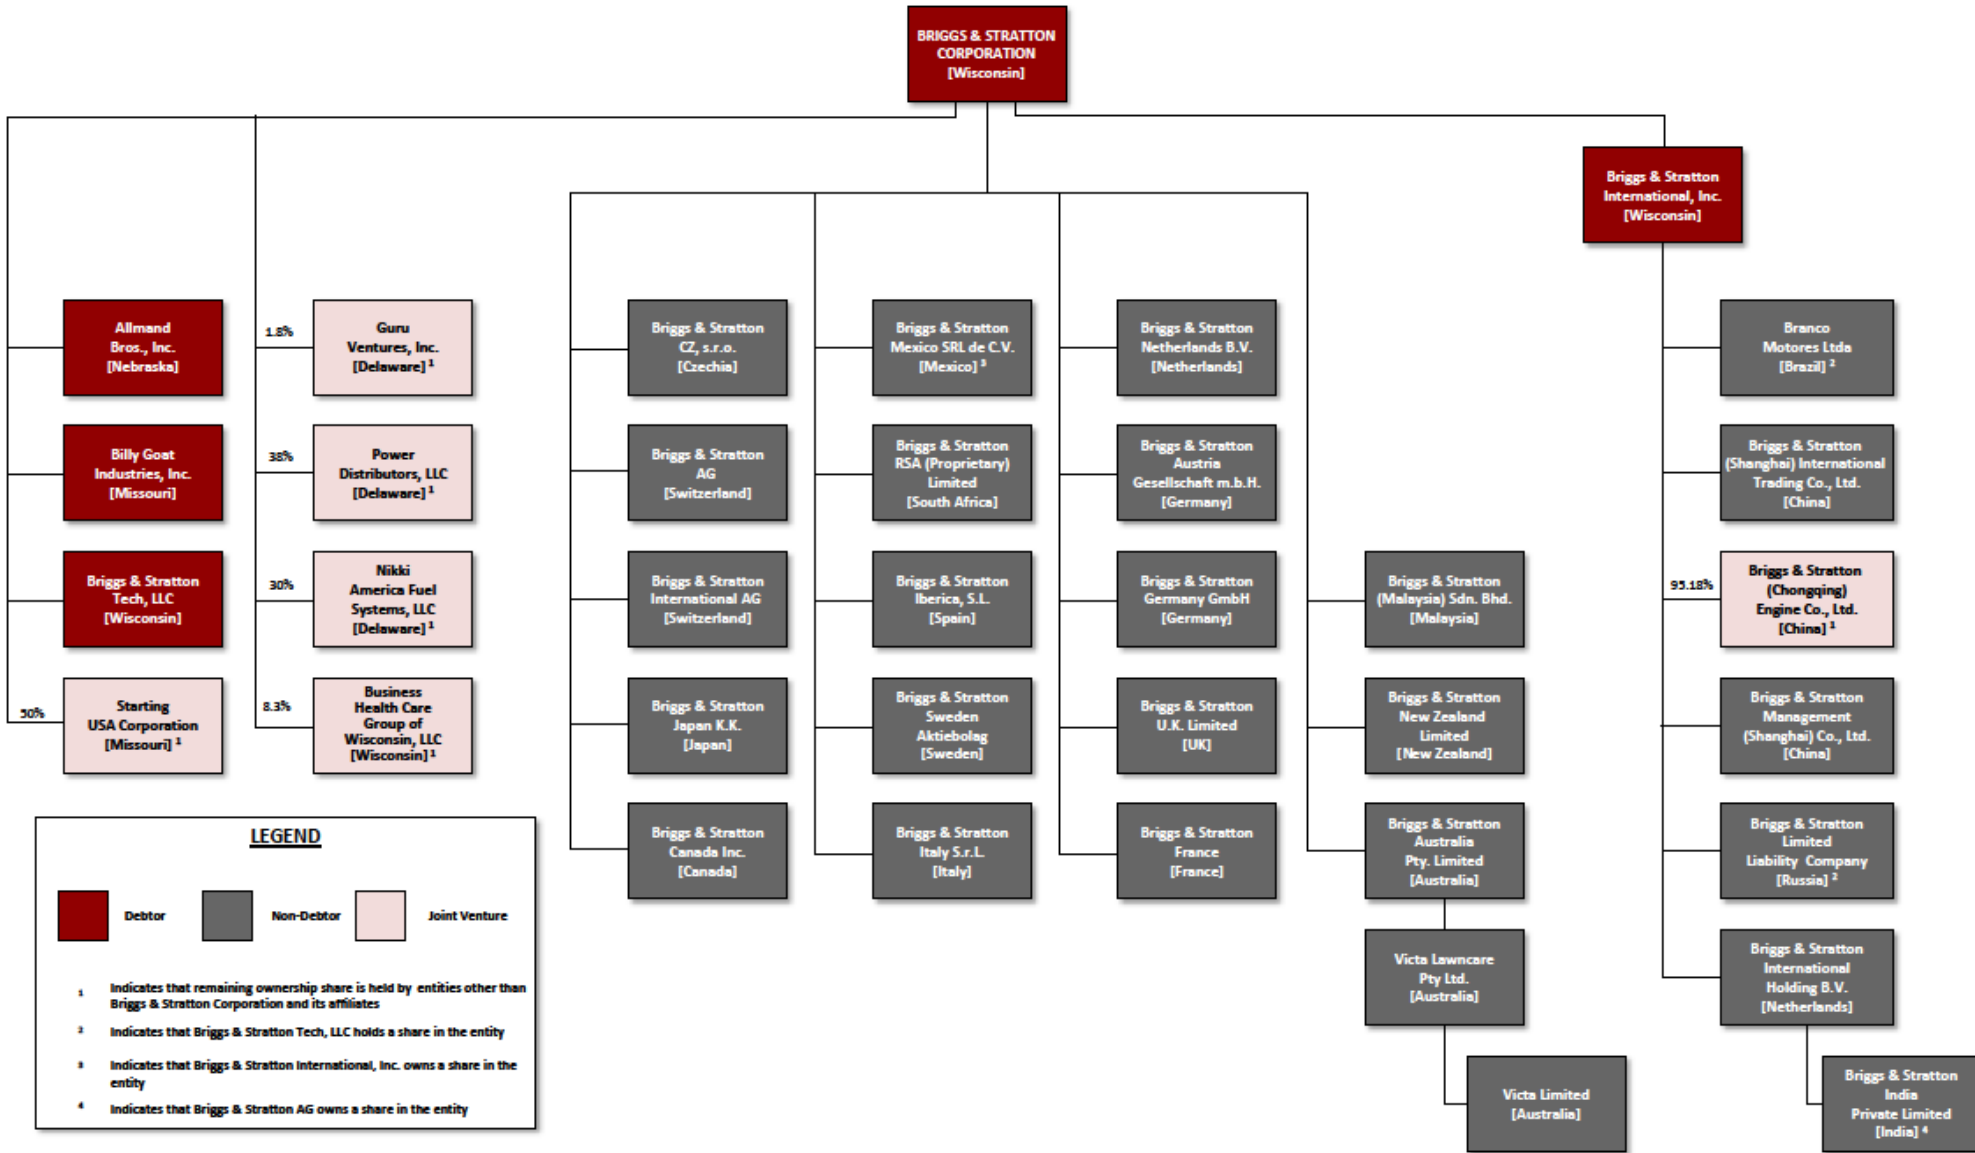 BRIGGS & STRATTON
CORPORATION
[Wisconsin]
Briggs & Stratton
International, Inc.
[Wisconsin]
Allmand
Bros., Inc.
[Nebraska]
Billy Goat
Industries, Inc.
[Missouri]
Briggs & Stratton
Tech, LLC
[Wisconsin]
50%
Starting
USA Corporation
[Missouri] ¹
1.8%
Guru
Ventures, Inc.
[Delaware] ¹
38%
Power
Distributors, LLC
[Delaware] ¹
30%
Nikki
America Fuel
Systems, LLC
[Delaware] ¹
8.3%
Business
Health Care
Group of
Wisconsin, LLC
[Wisconsin] ¹
Briggs & Stratton
CZ, s.r.o.
[Czechia]
Briggs & Stratton
AG
[Switzerland]
Briggs & Stratton
International AG
[Switzerland]
Briggs & Stratton
Japan K.K.
[Japan]
Briggs & Stratton
Canada Inc.
[Canada]
Briggs & Stratton
Mexico SRL de C.V.
[Mexico] ³
Briggs & Stratton
RSA (Proprietary)
Limited
[South Africa]
Briggs & Stratton
Iberica, S.L.
[Spain]
Briggs & Stratton
Sweden
Aktiebolag
[Sweden]
Briggs & Stratton
Italy S.r.L.
[Italy]
Briggs & Stratton
Netherlands B.V.
[Netherlands]
Briggs & Stratton
Austria
Gesellschaft m.b.H.
[Germany]
Briggs & Stratton
Germany GmbH
[Germany]
Briggs & Stratton
U.K. Limited
[UK]
Briggs & Stratton
France
[France]
Briggs & Stratton
(Malaysia) Sdn. Bhd.
[Malaysia]
Briggs & Stratton
New Zealand
Limited
[New Zealand]
Briggs & Stratton
Australia
Pty. Limited
[Australia]
Victa Lawncare
Pty Ltd.
[Australia]
Victa Limited
[Australia]
Branco
Motores Ltda
[Brazil] ²
Briggs & Stratton
(Shanghai) International
Trading Co., Ltd.
[China]
95.18%
Briggs & Stratton
(Chongqing)
Engine Co., Ltd.
[China] ¹
Briggs & Stratton
Management
(Shanghai) Co., Ltd.
[China]
Briggs & Stratton
Limited
Liability Company
[Russia] ²
Briggs & Stratton
International
Holding B.V.
[Netherlands]
Briggs & Stratton
India
Private Limited
[India] ⁴
LEGEND
Debtor
Non-Debtor
Joint Venture
¹ Indicates that remaining ownership share is held by entities other than
Briggs & Stratton Corporation and its affiliates
² Indicates that Briggs & Stratton Tech, LLC holds a share in the entity
³ Indicates that Briggs & Stratton International, Inc. owns a share in the
entity
⁴ Indicates that Briggs & Stratton AG owns a share in the entity